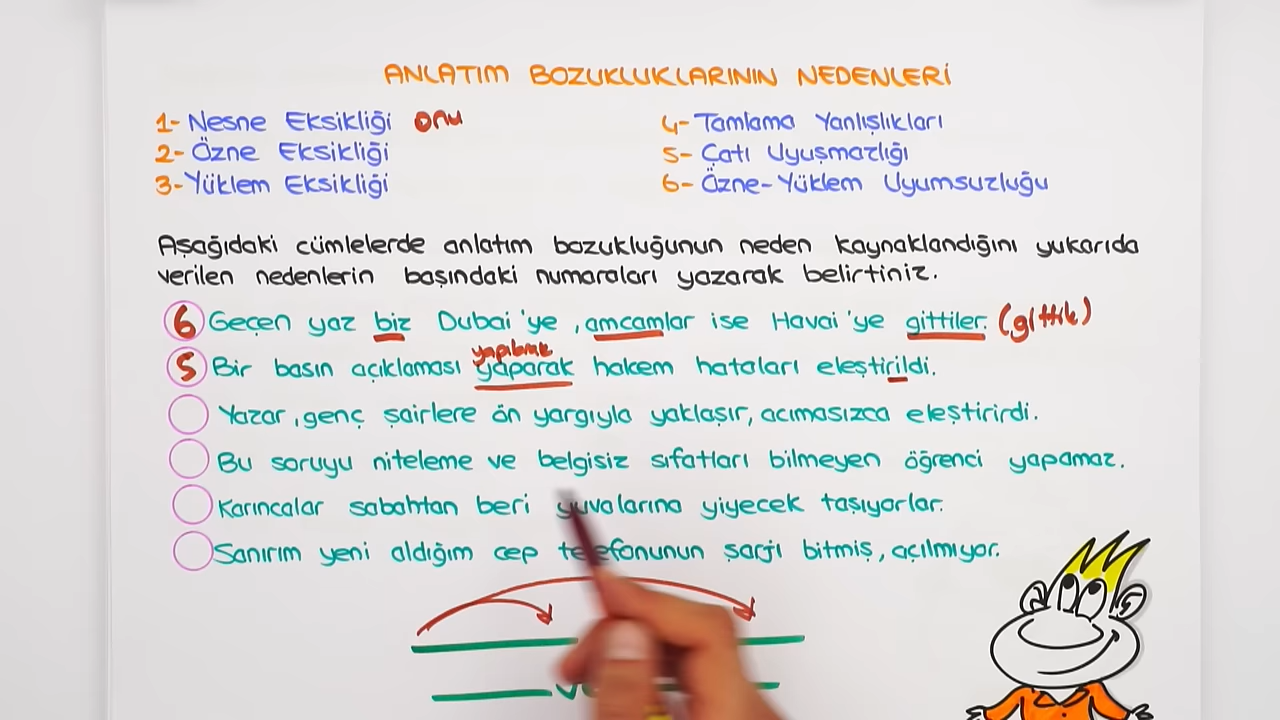 ANLATIM BOZUKLUKLARININ NEDENLERİ
1- Nesne Eksikliği onu
2- Özne Eksikliği
3- Yüklem Eksikliği
4- Tamlama Yanlışlıkları
5- Çatı Uyuşmazlığı
6- Özne-Yüklem Uyumsuzluğu
Aşağıdaki cümlelerde anlatım bozukluğunun neden kaynaklandığını yukarıda
verilen nedenlerin başındaki numaraları yazarak belirtiniz.
6 Geçen yaz biz Dubai'ye, amcamlar ise Havai'ye gittiler. (gittik)
yapılarak
5 Bir basın açıklaması yaparak hakem hataları eleştirildi.
Yazar, genç şairlere ön yargıyla yaklaşır, acımasızca eleştirirdi.
Bu soruyu niteleme ve belgisiz sıfatları bilmeyen öğrenci yapamaz.
Karıncalar sabahtan beri yuvalarına yiyecek taşıyorlar.
Sanırım yeni aldığım cep telefonunun şarjı bitmiş, açılmıyor.